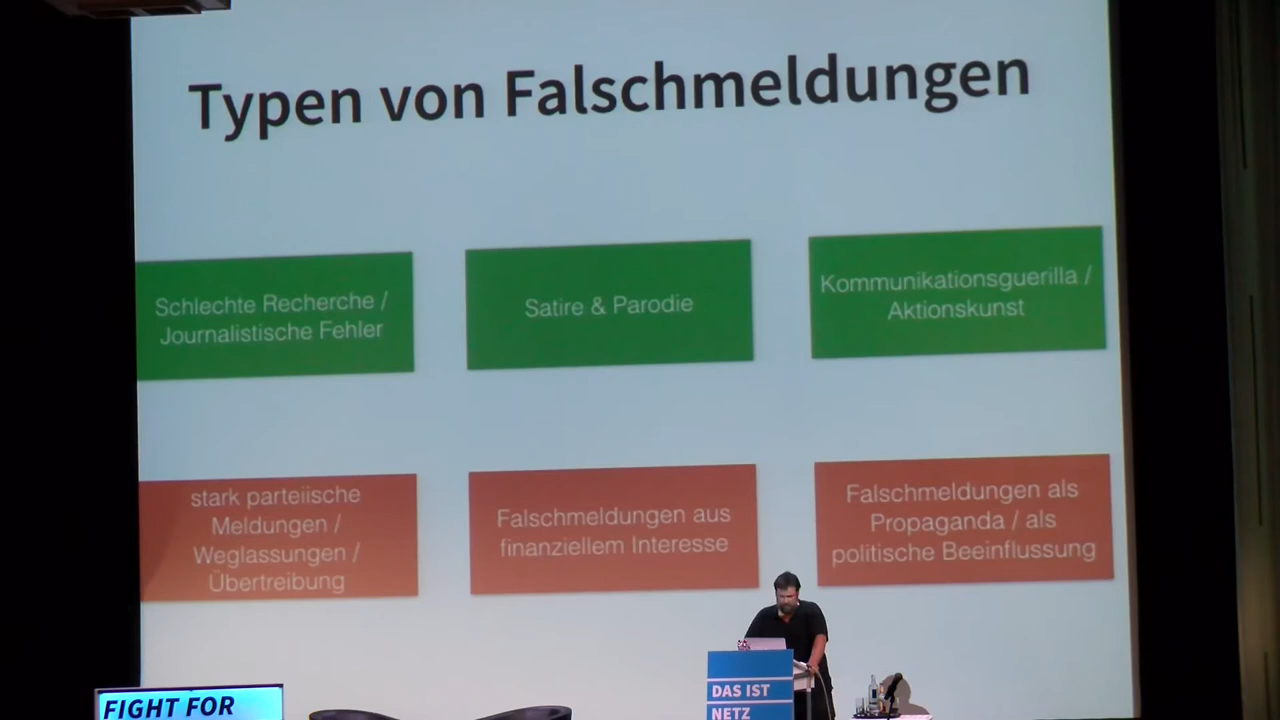 Typen von Falschmeldungen
Schlechte Recherche /
Journalistische Fehler
Satire & Parodie
Kommunikationsguerilla /
Aktionskunst
stark parteiische
Meldungen /
Weglassungen /
Übertreibung
Falschmeldungen aus
finanziellem Interesse
Falschmeldungen als
Propaganda / als
politische Beeinflussung
DAS IST
NETZ
FIGHT FOR